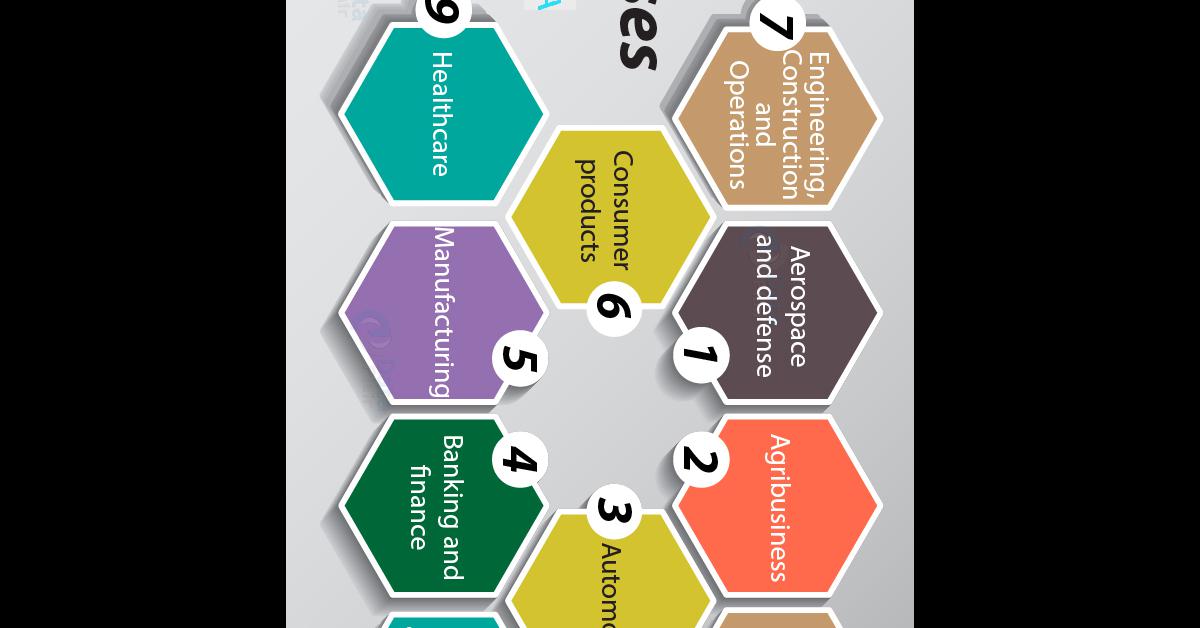 ses
7
Engineering,
Construction
and
Operations
1
Aerospace
and defense
2
Agribusiness
6
Consumer
products
3
Automo
9
Healthcare
5
Manufacturing
4
Banking and
finance